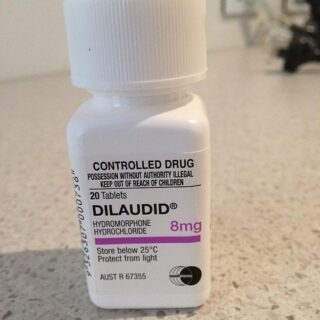 CONTROLLED DRUG
POSSESSION WITHOUT AUTHORITY ILLEGAL
KEEP OUT OF REACH OF CHILDREN
20 Tablets
DILAUDID®
HYDROMORPHONE
HYDROCHLORIDE
8mg
Store below 25°C
Protect from light
AUST R 67355
9326307000736